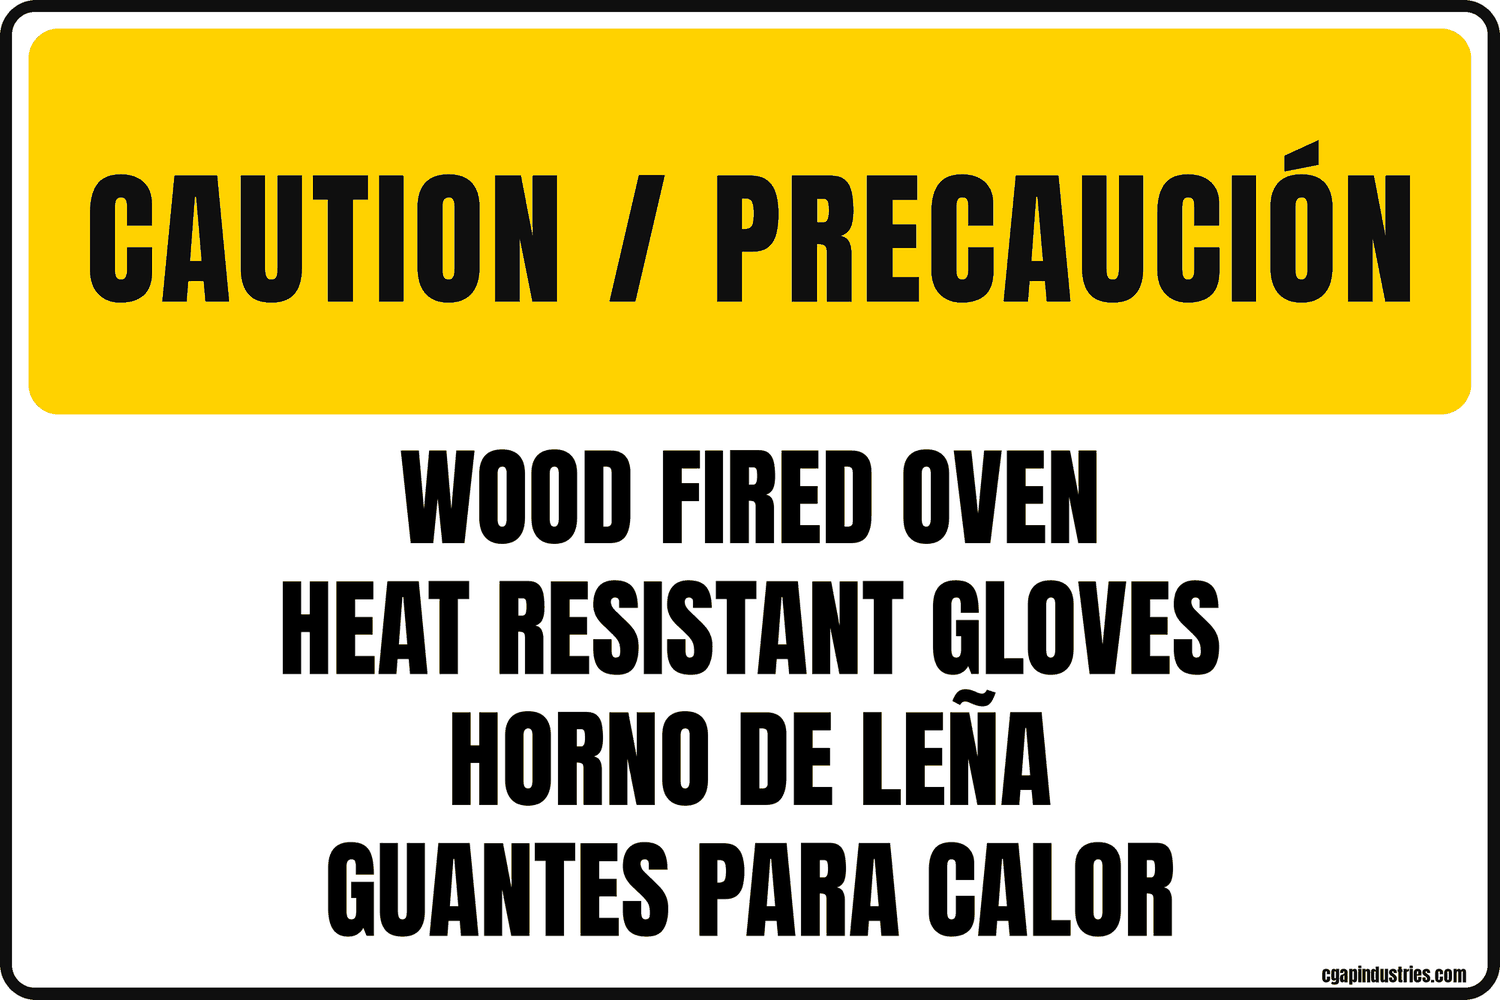 CAUTION / PRECAUCIÓN
WOOD FIRED OVEN
HEAT RESISTANT GLOVES
HORNO DE LEÑA
GUANTES PARA CALOR
cgapindustries.com